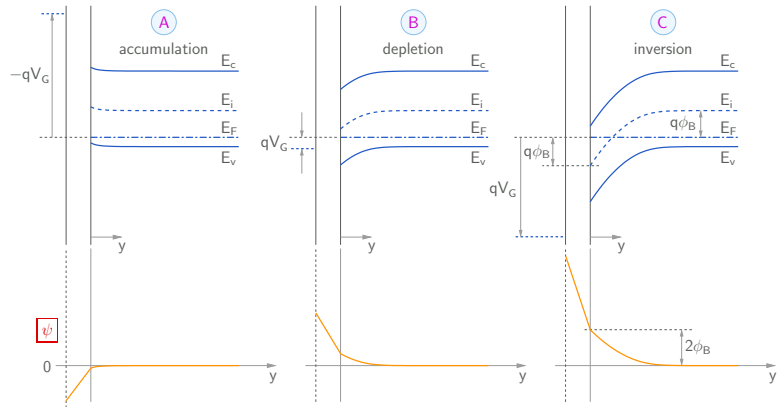 A
accumulation
E_c
E_i
E_F
E_v
−qV_G
y
B
depletion
E_c
E_i
E_F
E_v
qV_G
y
C
inversion
E_c
E_i
E_F
E_v
qϕ_B
qϕ_B
qV_G
y
ψ
0
y
y
2ϕ_B
y